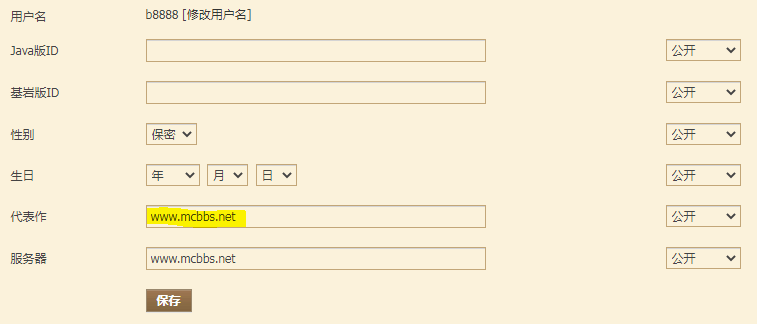 用户名 b8888 [修改用户名]
Java版ID 公开
基岩版ID 公开
性别 保密 公开
生日 年 月 日 公开
代表作 www.mcbbs.net 公开
服务器 www.mcbbs.net 公开
保存